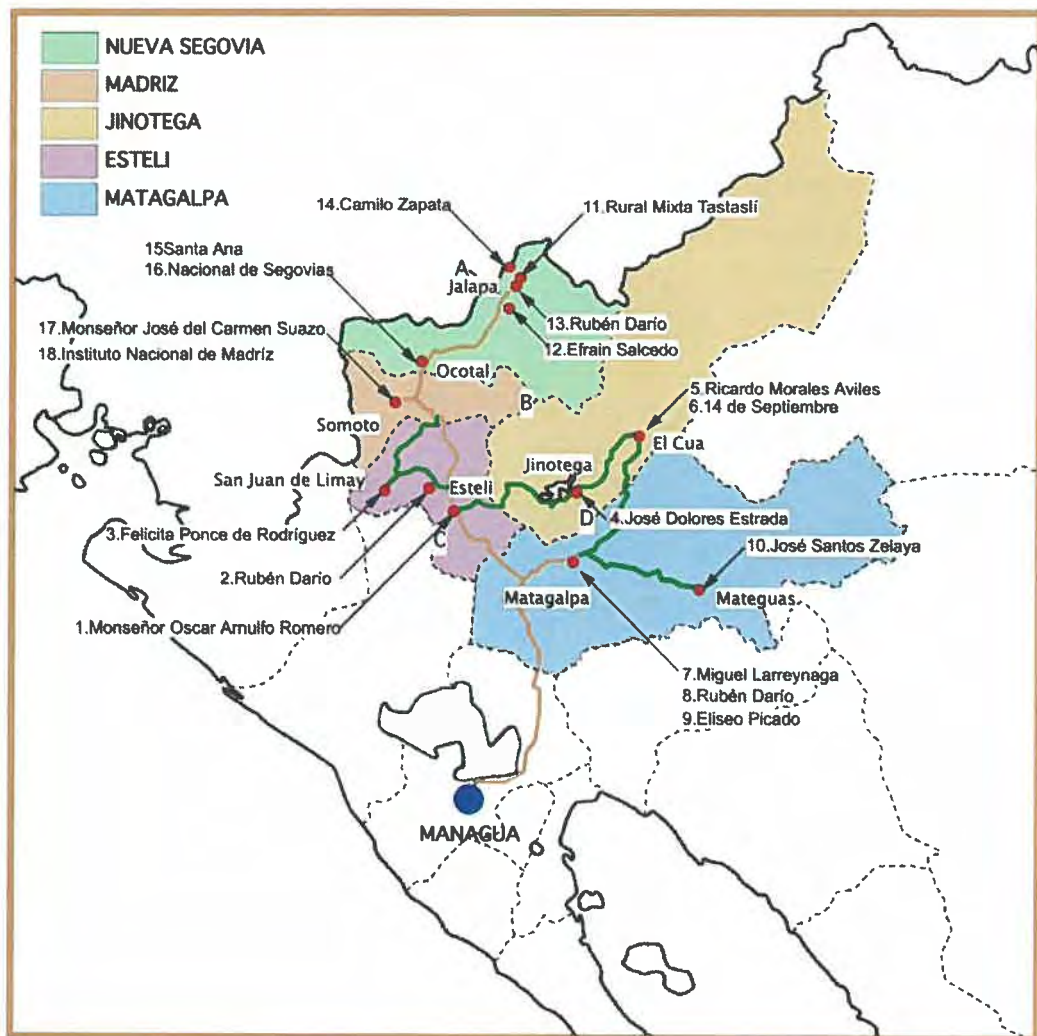 NUEVA SEGOVIA
MADRIZ
JINOTEGA
ESTELI
MATAGALPA
14.Camilo Zapata
11.Rural Mixta Tastaslí
15Santa Ana
16.Nacional de Segovias
A
Jalapa
17.Monseñor José del Carmen Suazo
18.Instituto Nacional de Madríz
13.Rubén Darío
12.Efrain Salcedo
Ocotal
B
5.Ricardo Morales Aviles
6.14 de Septiembre
Somoto
El Cua
Jinotega
San Juan de Limay
Esteli
4.José Dolores Estrada
D
3.Felicita Ponce de Rodríguez
C
10.José Santos Zelaya
2.Rubén Darío
Matagalpa
Mateguas
1.Monseñor Oscar Arnulfo Romero
7.Miguel Larreynaga
8.Rubén Darío
9.Eliseo Picado
MANAGUA